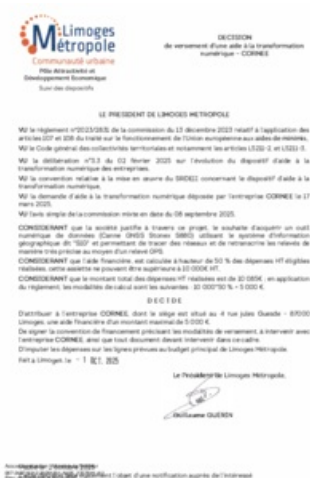 Limoges
Métropole
Communauté urbaine
Pôle Attractivité et
Développement Economique
Suivi des dispositifs
DECISION
de versement d'une aide à la transformation
numérique - CORNEE
LE PRESIDENT DE LIMOGES METROPOLE
VU le règlement n°2023/2831 de la commission du 13 décembre 2023 relatif à l'application des
articles 107 et 108 du traité sur le fonctionnement de l'Union européenne aux aides de minimis,
VU le Code général des collectivités territoriales et notamment les articles L5211-2, et L5211-3,
VU la délibération n°5.3 du 02 février 2025 sur l'évolution du dispositif d'aide à la
transformation numérique des entreprises.
VU la convention relative à la mise en œuvre du SRDEII concernant le dispositif d'aide à la
transformation numérique,
VU la demande d'aide à la transformation numérique déposée par l'entreprise CORNEE le 17
mars 2025.
VU l'avis simple de la commission mixte en date du 08 septembre 2025,
CONSIDERANT que la société justifie à travers ce projet, le souhaite d'acquérir un outil
numérique de données (Canne GNSS Stonex S980) utilisant le système d'information
géographique dit "SIG" et permettant de tracer des réseaux et de retranscrire les relevés de
manière très précise au moyen d'un relevé GPS.
CONSIDERANT que l'aide financière, est calculée à hauteur de 50 % des dépenses HT éligibles
réalisées, cette assiette ne pouvant être supérieure à 10 000€ HT.
CONSIDERANT que le montant total des dépenses HT réalisées est de 10 085€ : en application
du règlement, les modalités de calcul sont les suivantes : 10 000*50 % = 5 000 €.
D E C I D E
D'attribuer à l'entreprise CORNEE, dont le siège est situé au 4 rue jules Guesde - 87000
Limoges, une aide financière d'un montant maximal de 5 000 €.
De signer la convention de financement précisant les modalités de versement, à intervenir avec
l'entreprise CORNEE, ainsi que tout document devant intervenir dans ce cadre.
D'imputer les dépenses sur les lignes prévues au budget principal de Limoges Métropole.
Fait à Limoges le - 1 OCT. 2025
Le Président de Limoges Métropole,
Guillaume GUERIN
Publié le : 2 octobre 2025
l'objet d'une notification auprès de l'intéressé